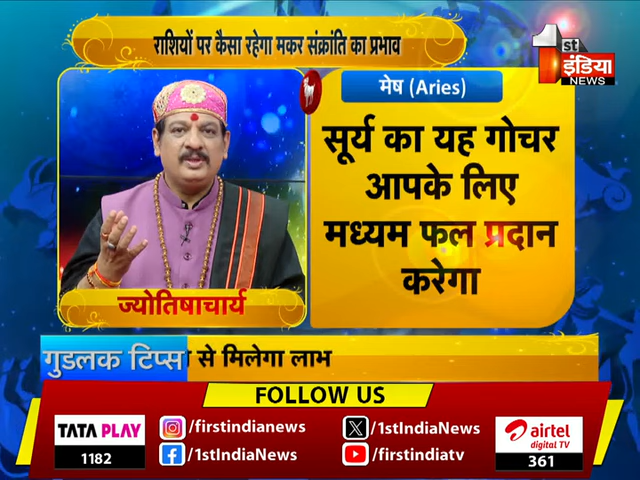 राशियों पर कैसा रहेगा मकर संक्रांति का प्रभाव
1st
इंडिया
NEWS
मेष (Aries)
सूर्य का यह गोचर
आपके लिए
मध्यम फल प्रदान
करेगा
ज्योतिषाचार्य
गुडलक टिप्स
से मिलेगा लाभ
FOLLOW US
TATA PLAY
1182
/firstindianews
/1stIndiaNews
/1stIndiaNews
/firstindiatv
airtel
digital TV
361